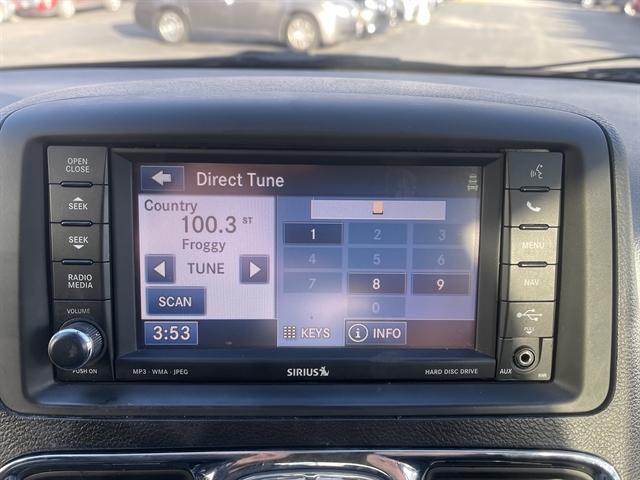 OPEN
CLOSE
SEEK
SEEK
RADIO
MEDIA
VOLUME
PUSH ON
Direct Tune
Country
100.3 ST
Froggy
TUNE
SCAN
3:53
1 2 3
4 5 6
7 8 9
0
KEYS
INFO
MENU
NAV
PULL
AUX
MP3 · WMA · JPEG
SIRIUS
HARD DISC DRIVE